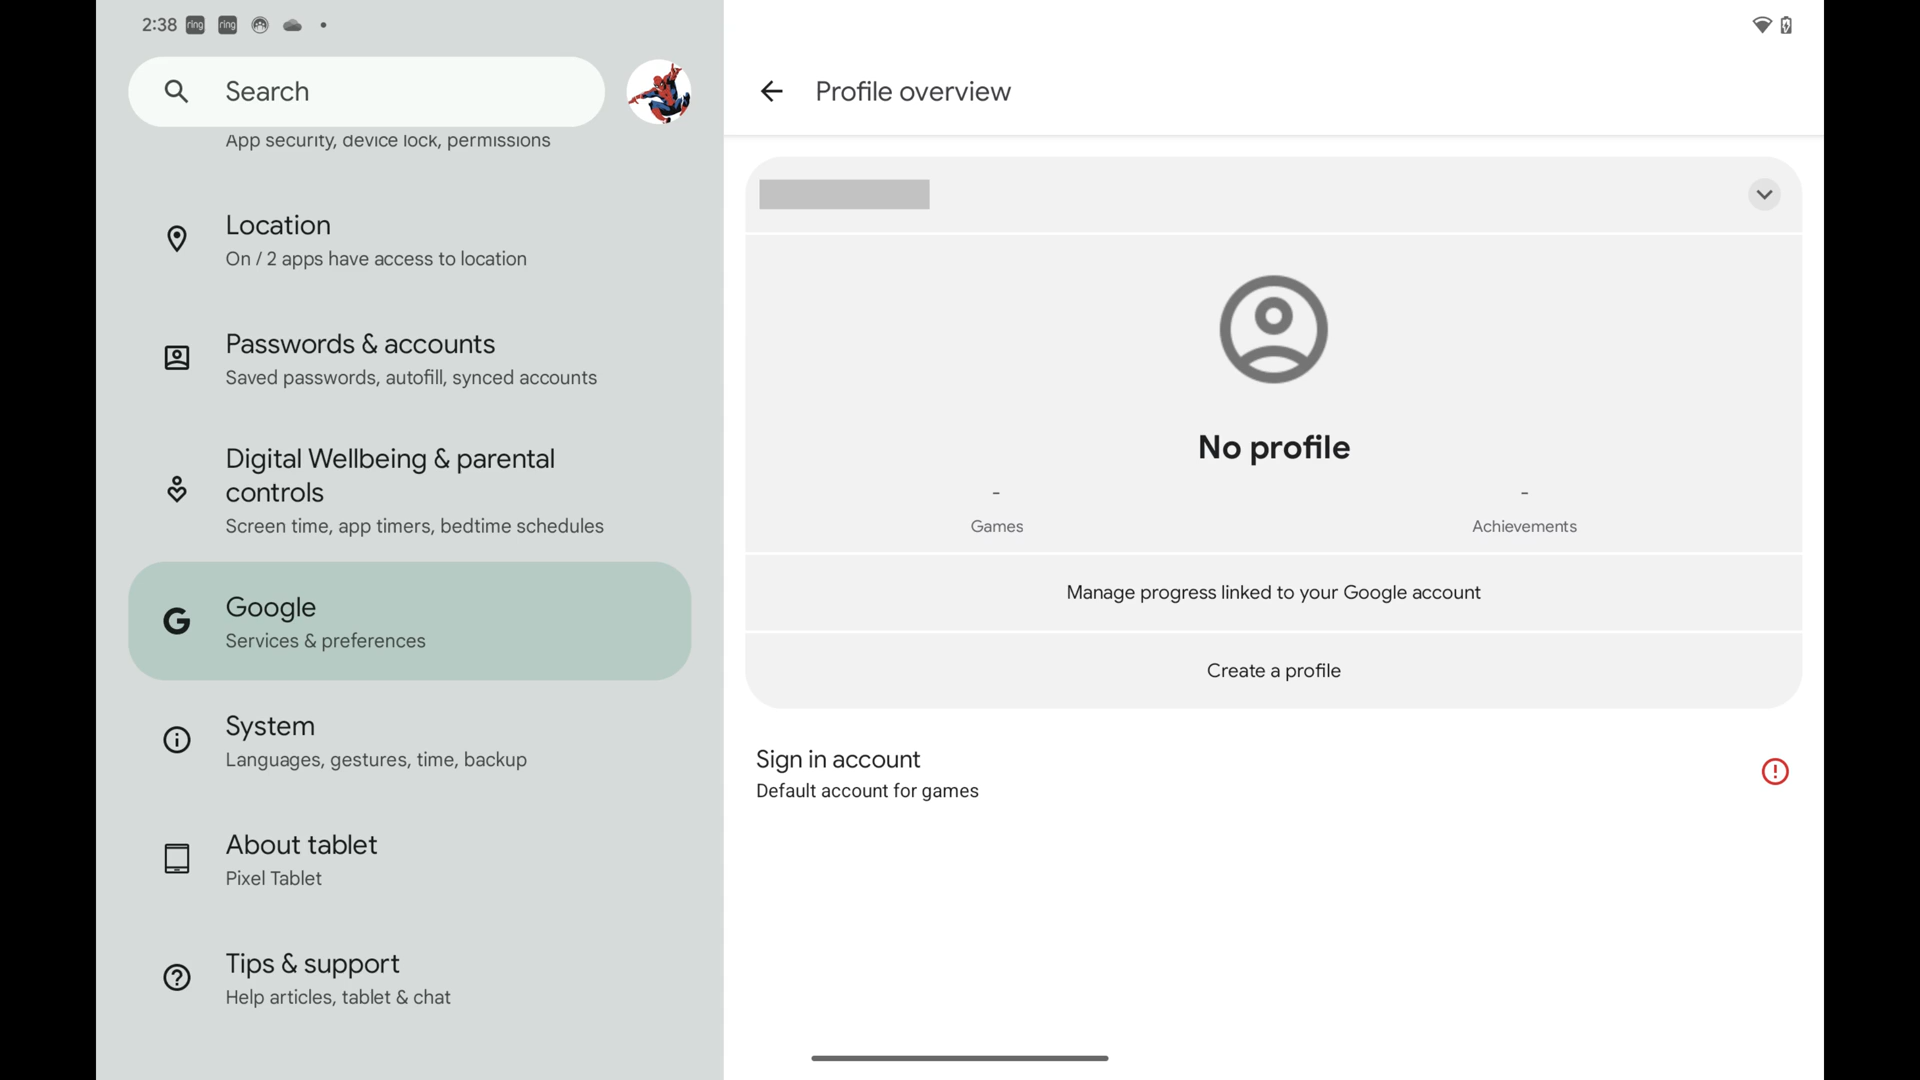 2:38
ring
ring
Search
App security, device lock, permissions
Location
On / 2 apps have access to location
Passwords & accounts
Saved passwords, autofill, synced accounts
Digital Wellbeing & parental
controls
Screen time, app timers, bedtime schedules
Google
Services & preferences
System
Languages, gestures, time, backup
About tablet
Pixel Tablet
Tips & support
Help articles, tablet & chat
Profile overview
No profile
-
Games
-
Achievements
Manage progress linked to your Google account
Create a profile
Sign in account
Default account for games